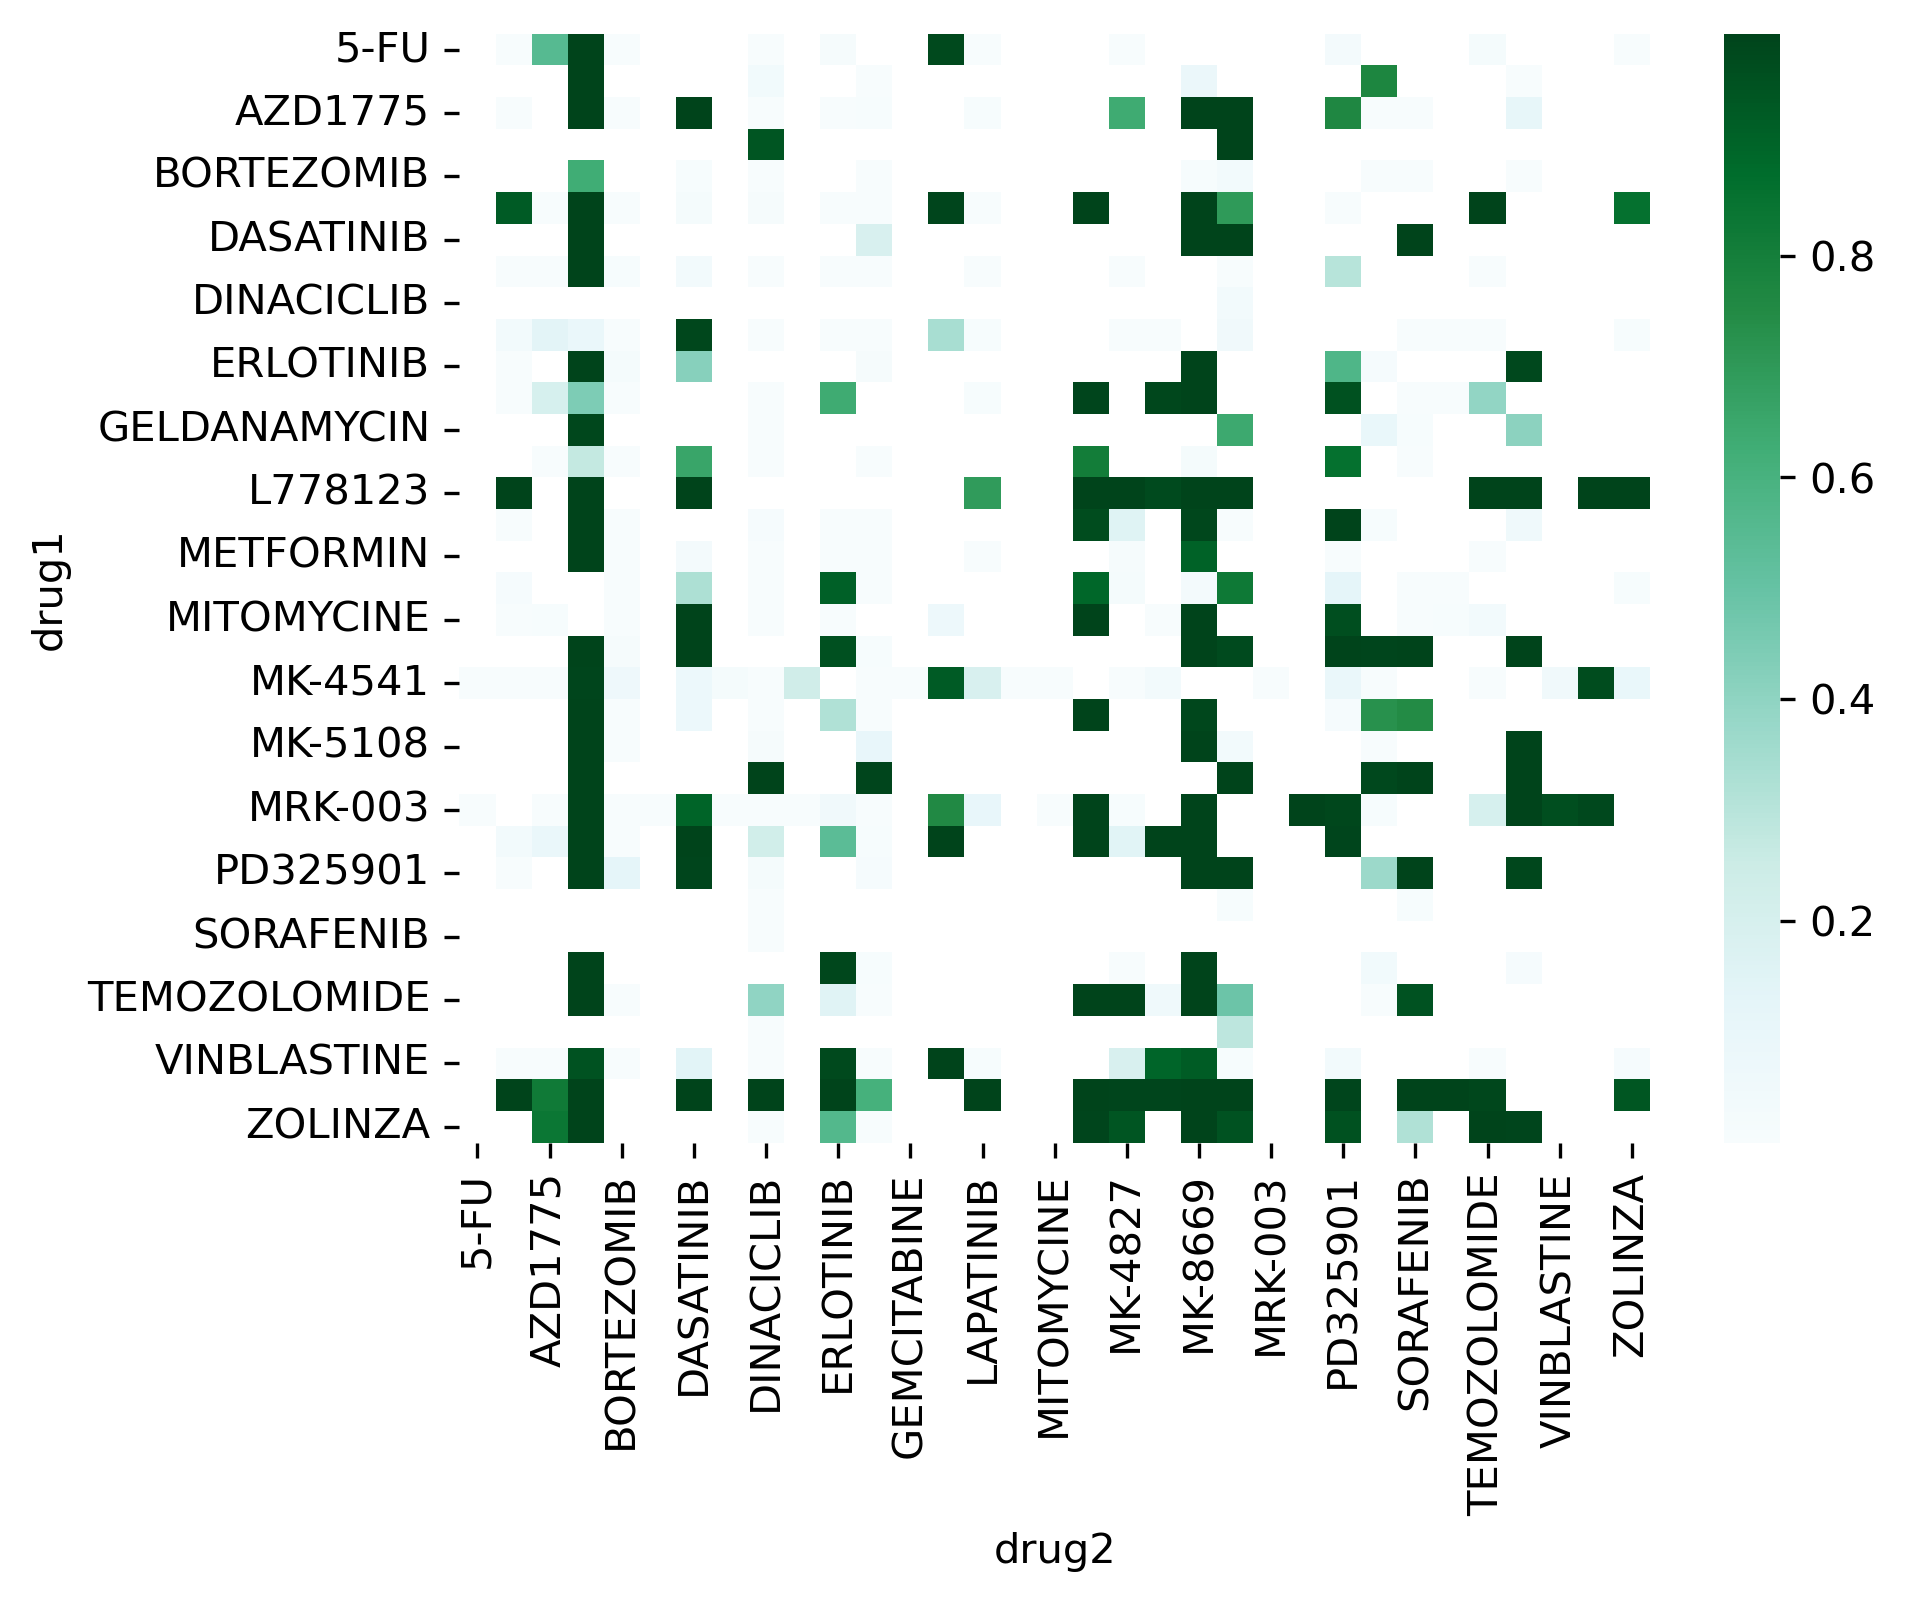 5-FU
AZD1775
BORTEZOMIB
DASATINIB
DINACICLIB
ERLOTINIB
GELDANAMYCIN
L778123
METFORMIN
MITOMYCINE
MK-4541
MK-5108
MRK-003
PD325901
SORAFENIB
TEMOZOLOMIDE
VINBLASTINE
ZOLINZA
drug1
5-FU
AZD1775
BORTEZOMIB
DASATINIB
DINACICLIB
ERLOTINIB
GEMCITABINE
LAPATINIB
MITOMYCINE
MK-4827
MK-8669
MRK-003
PD325901
SORAFENIB
TEMOZOLOMIDE
VINBLASTINE
ZOLINZA
drug2
0.8
0.6
0.4
0.2